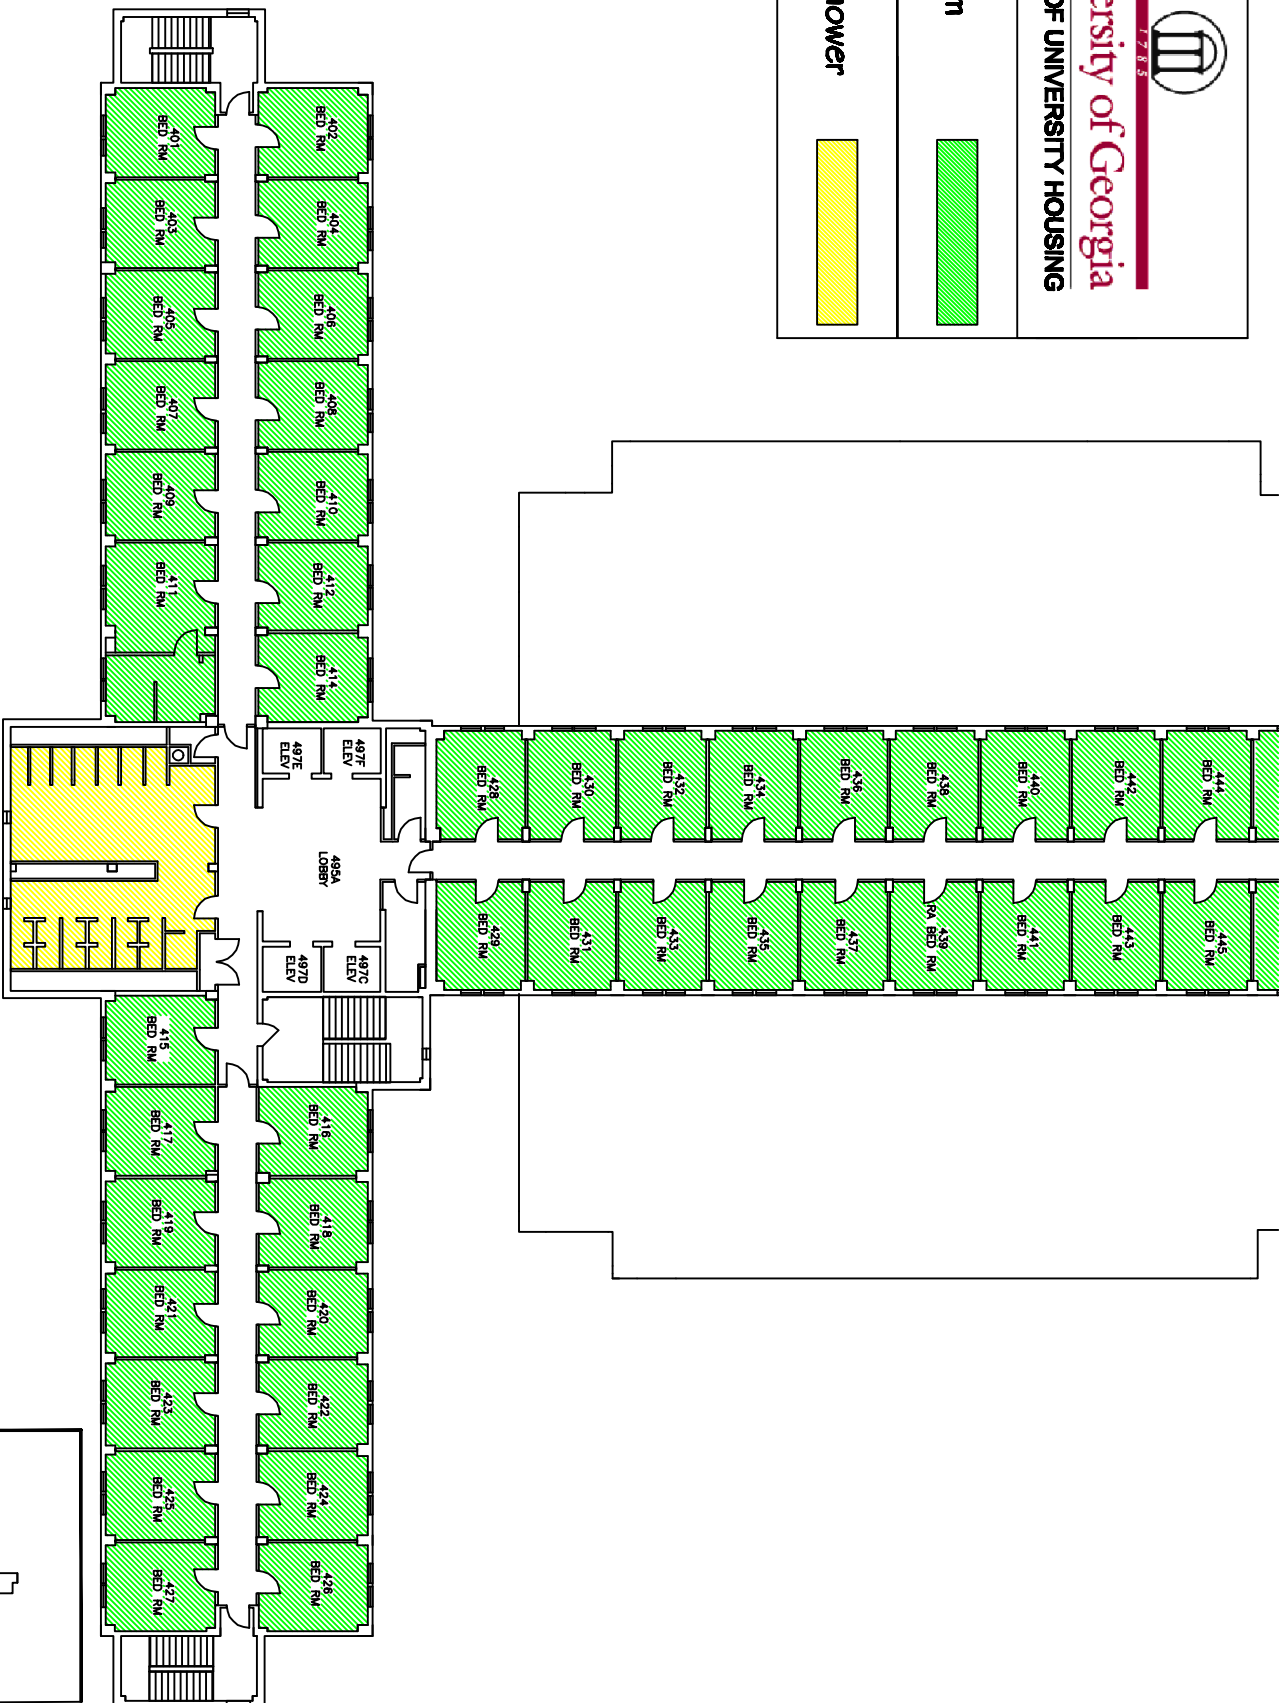 1785
ersity of Georgia
OF UNIVERSITY HOUSING
m
hower
401
BED RM
402
BED RM
403
BED RM
404
BED RM
405
BED RM
406
BED RM
407
BED RM
408
BED RM
409
BED RM
410
BED RM
411
BED RM
412
BED RM
414
BED RM
497E
ELEV
497F
ELEV
495A
LOBBY
497D
ELEV
497C
ELEV
415
BED RM
416
BED RM
417
BED RM
418
BED RM
419
BED RM
420
BED RM
421
BED RM
422
BED RM
423
BED RM
424
BED RM
425
BED RM
426
BED RM
427
BED RM
428
BED RM
430
BED RM
432
BED RM
434
BED RM
436
BED RM
438
BED RM
440
BED RM
442
BED RM
444
BED RM
429
BED RM
431
BED RM
433
BED RM
435
BED RM
437
BED RM
439
RA BED RM
441
BED RM
443
BED RM
445
BED RM